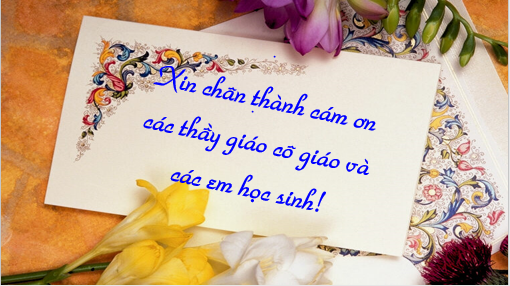 Xin chân thành cám ơn
các thầy giáo cô giáo và
các em học sinh!